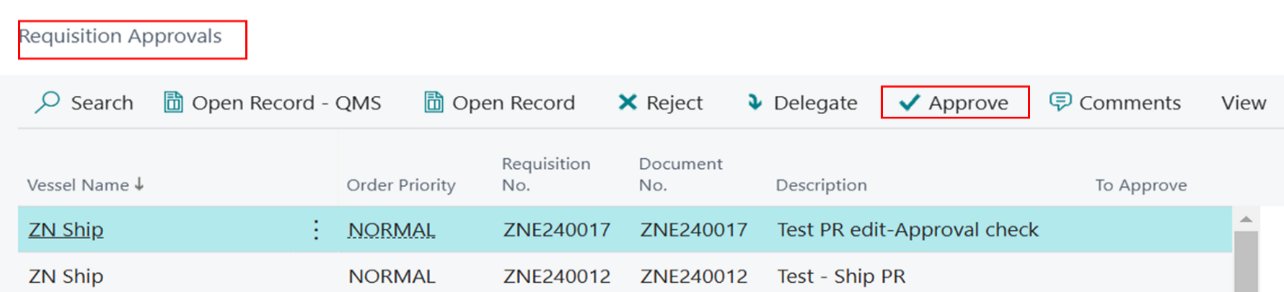 Requisition Approvals
Search Open Record - QMS Open Record Reject Delegate Approve Comments View
Vessel Name Order Priority Requisition No. Document No. Description To Approve
ZN Ship NORMAL ZNE240017 ZNE240017 Test PR edit-Approval check
ZN Ship NORMAL ZNE240012 ZNE240012 Test - Ship PR